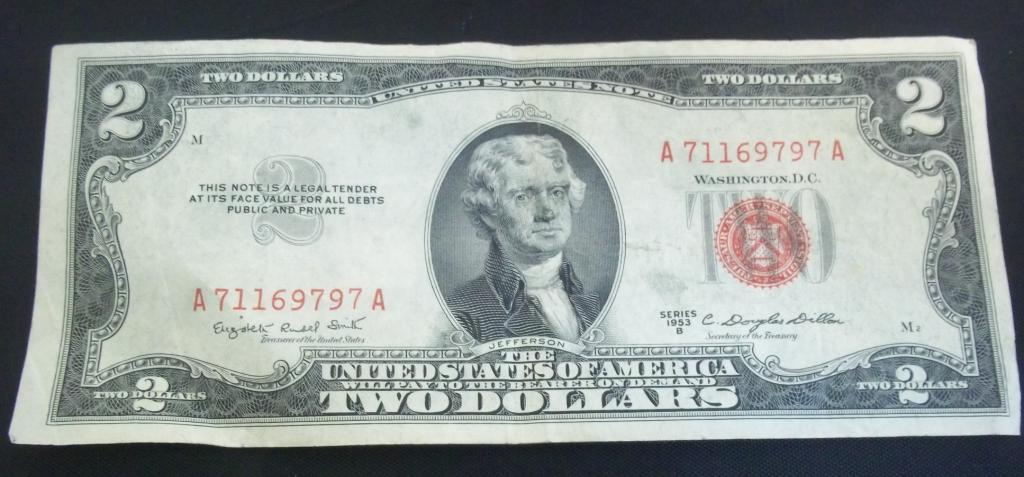 TWO DOLLARS
UNITED STATES NOTE
TWO DOLLARS
2
2
M
A 71169797 A
WASHINGTON, D.C.
2
THIS NOTE IS A LEGAL TENDER
AT ITS FACE VALUE FOR ALL DEBTS
PUBLIC AND PRIVATE
TWO
A 71169797 A
Elizabeth Rudel Smith
Treasurer of the United States
SERIES
1953
B
C. Douglas Dillon
Secretary of the Treasury
M 2
JEFFERSON
THE
UNITED STATES OF AMERICA
WILL PAY TO THE BEARER ON DEMAND
TWO DOLLARS
2
TWO DOLLARS
2
TWO DOLLARS